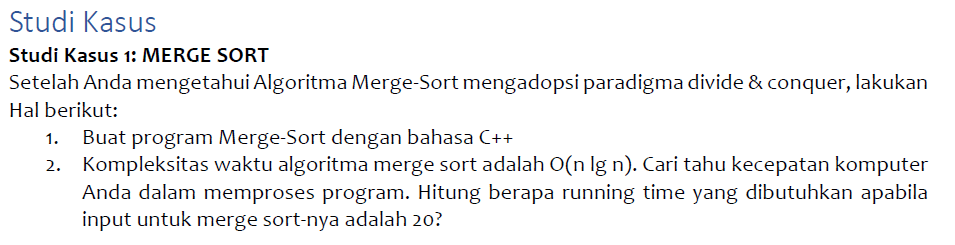 Studi Kasus
Studi Kasus 1: MERGE SORT
Setelah Anda mengetahui Algoritma Merge-Sort mengadopsi paradigma divide & conquer, lakukan
Hal berikut:
1. Buat program Merge-Sort dengan bahasa C++
2. Kompleksitas waktu algoritma merge sort adalah O(n lg n). Cari tahu kecepatan komputer
Anda dalam memproses program. Hitung berapa running time yang dibutuhkan apabila
input untuk merge sort-nya adalah 20?